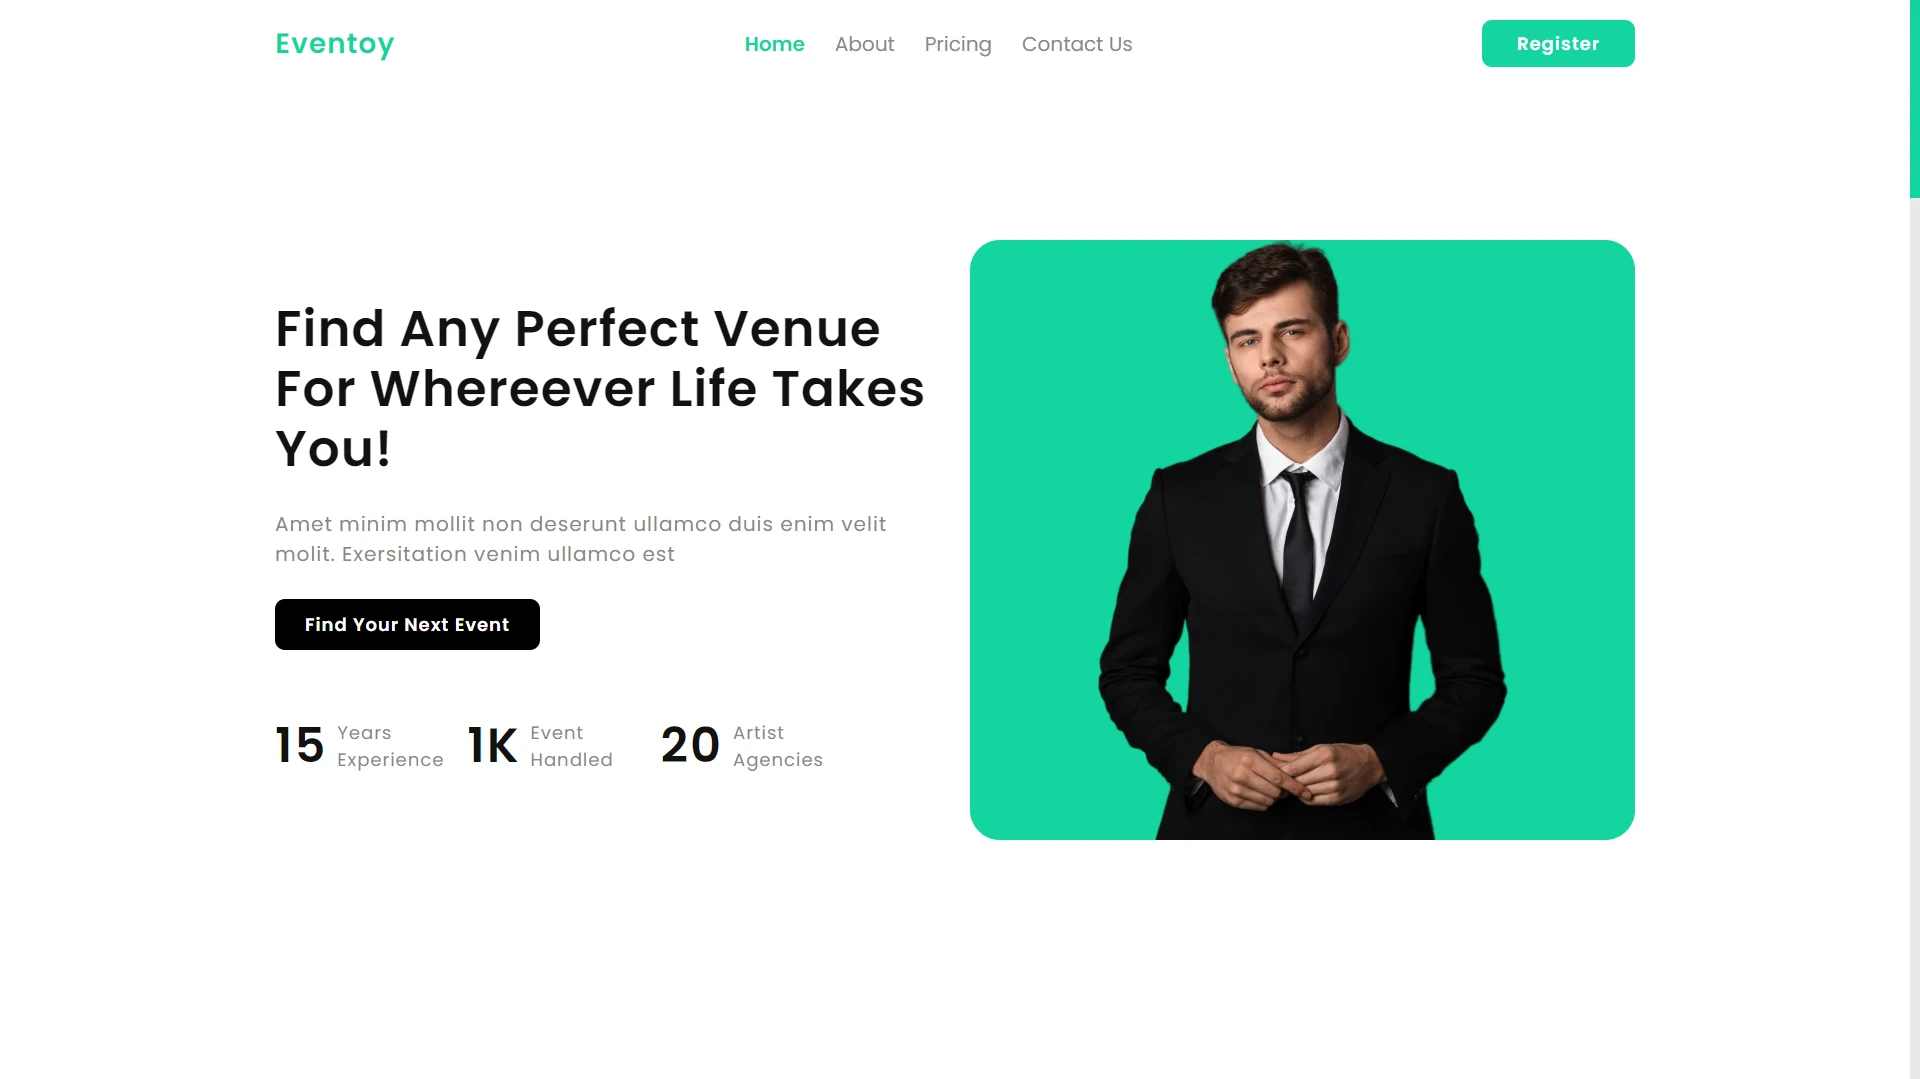 Eventoy
Home
About
Pricing
Contact Us
Register
Find Any Perfect Venue
For Whereever Life Takes
You!
Amet minim mollit non deserunt ullamco duis enim velit
molit. Exersitation venim ullamco est
Find Your Next Event
15
Years
Experience
1K
Event
Handled
20
Artist
Agencies